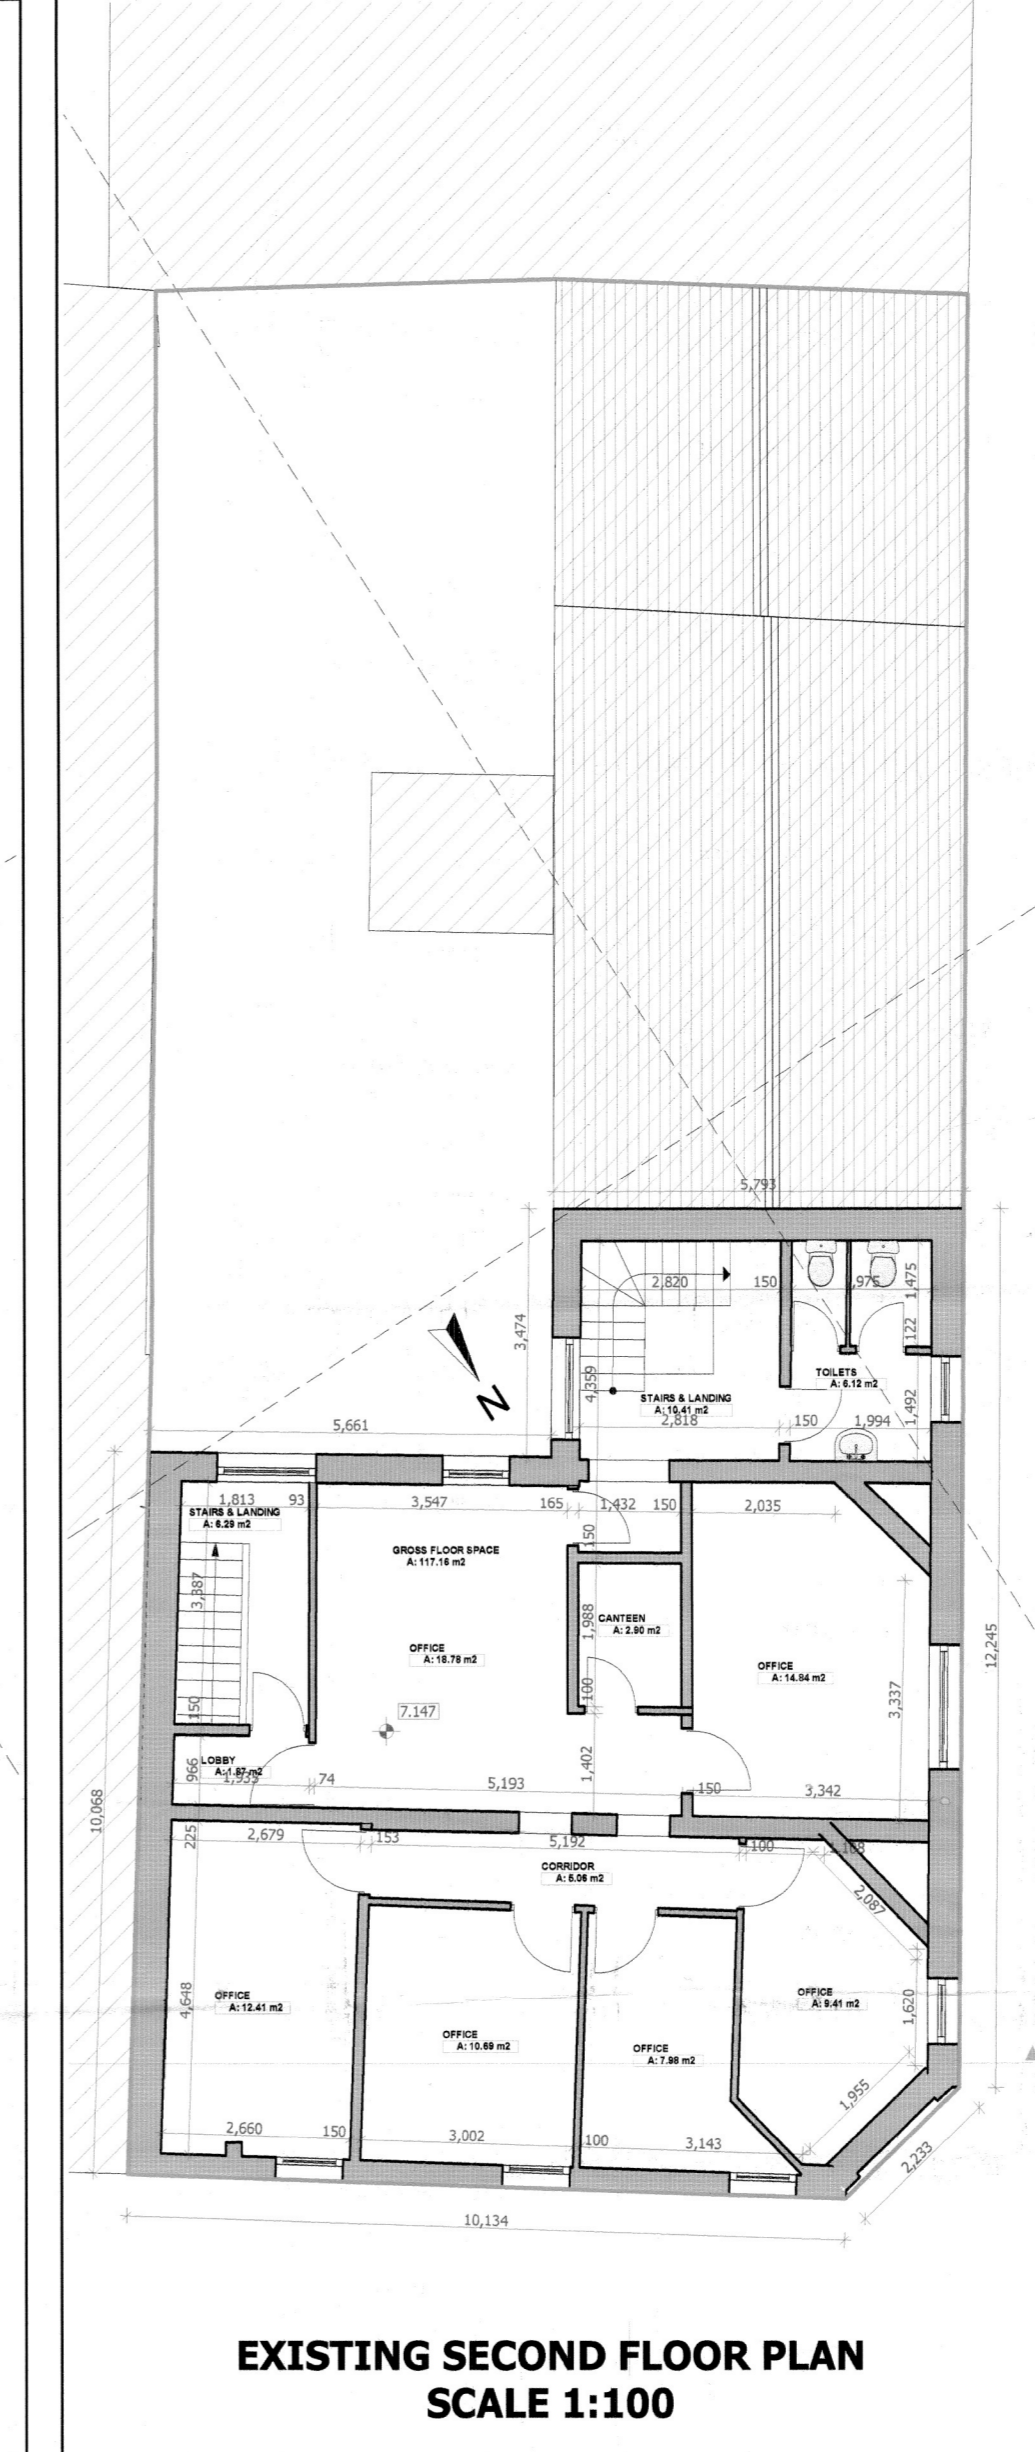 5,793
2,820
150
1,975
1,475
122
3,474
4,359
TOILETS
A: 6.12 m2
STAIRS & LANDING
A: 10.41 m2
2,818
150
1,994
1,492
N
5,661
1,813
93
3,547
165
1,432
150
2,035
STAIRS & LANDING
A: 6.29 m2
150
GROSS FLOOR SPACE
A: 117.16 m2
3,387
1,988
CANTEEN
A: 2.90 m2
12,245
OFFICE
A: 18.78 m2
OFFICE
A: 14.84 m2
3,337
100
150
7.147
LOBBY
A: 1.87 m2
966
1,935
74
5,193
1,402
150
3,342
10,068
225
2,679
153
5,192
100
CORRIDOR
A: 5.06 m2
2,087
4,648
OFFICE
A: 12.41 m2
OFFICE
A: 9.41 m2
1,620
OFFICE
A: 10.69 m2
OFFICE
A: 7.98 m2
1,955
2,660
150
3,002
100
3,143
2,233
10,134
EXISTING SECOND FLOOR PLAN
SCALE 1:100